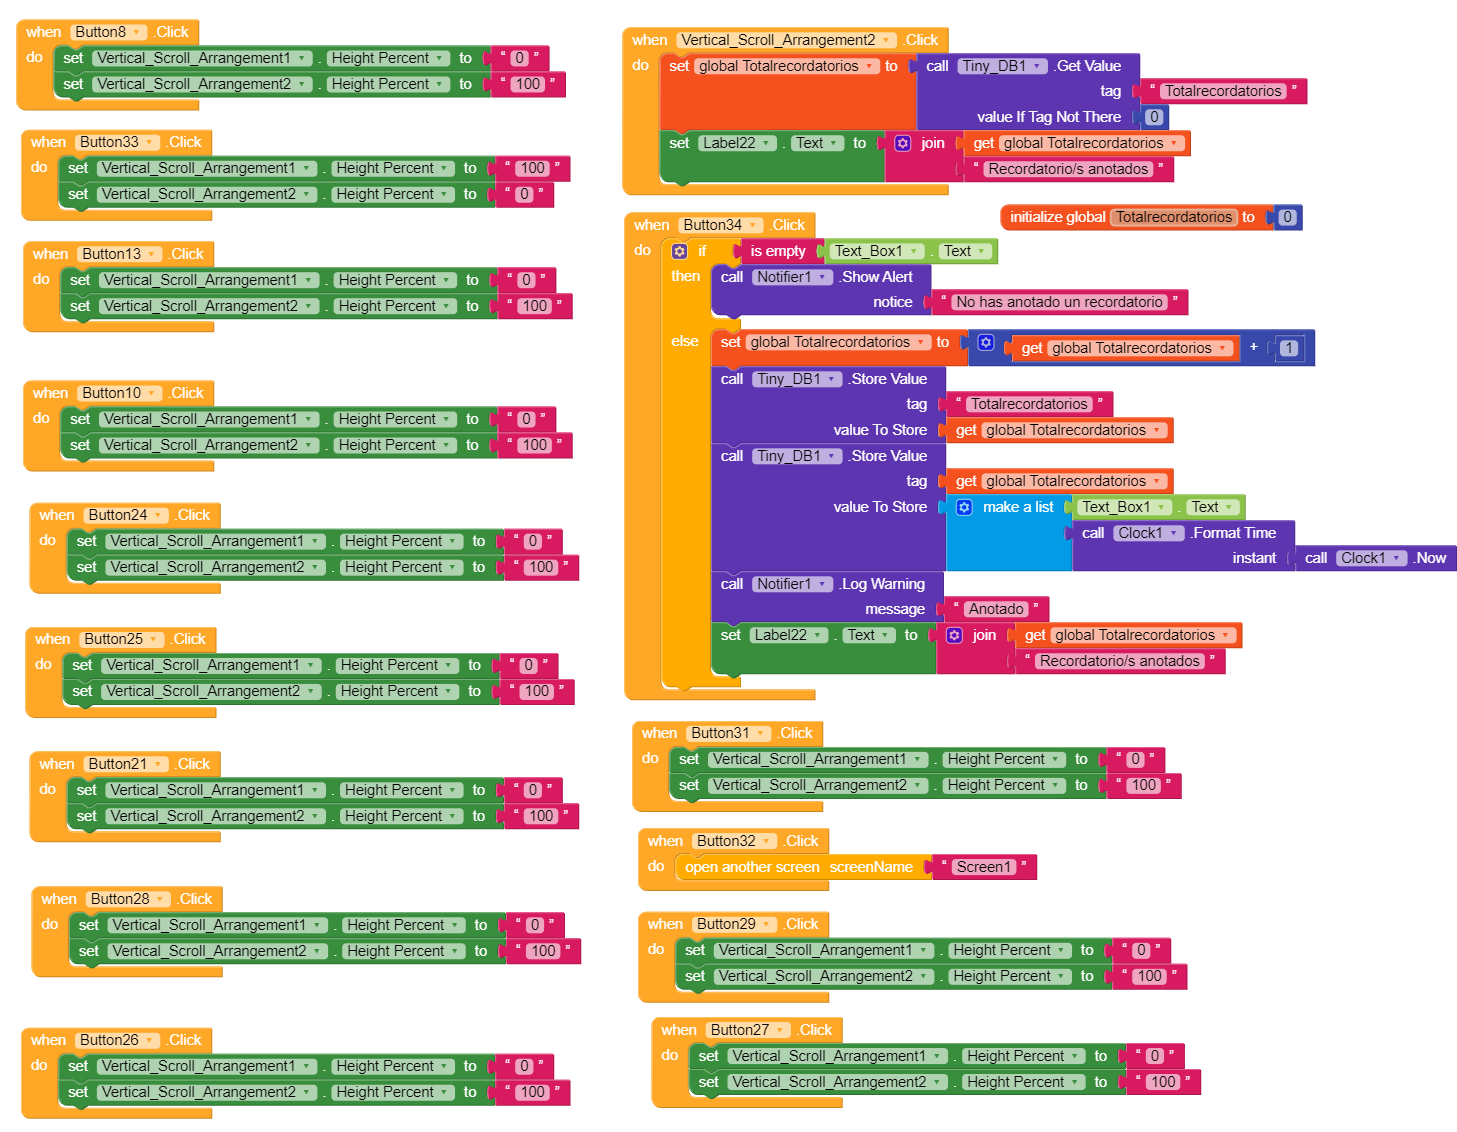 when Button8 .Click
do set Vertical_Scroll_Arrangement1 . Height Percent to " 0 "
set Vertical_Scroll_Arrangement2 . Height Percent to " 100 "
when Button33 .Click
do set Vertical_Scroll_Arrangement1 . Height Percent to " 100 "
set Vertical_Scroll_Arrangement2 . Height Percent to " 0 "
when Button13 .Click
do set Vertical_Scroll_Arrangement1 . Height Percent to " 0 "
set Vertical_Scroll_Arrangement2 . Height Percent to " 100 "
when Button10 .Click
do set Vertical_Scroll_Arrangement1 . Height Percent to " 0 "
set Vertical_Scroll_Arrangement2 . Height Percent to " 100 "
when Button24 .Click
do set Vertical_Scroll_Arrangement1 . Height Percent to " 0 "
set Vertical_Scroll_Arrangement2 . Height Percent to " 100 "
when Button25 .Click
do set Vertical_Scroll_Arrangement1 . Height Percent to " 0 "
set Vertical_Scroll_Arrangement2 . Height Percent to " 100 "
when Button21 .Click
do set Vertical_Scroll_Arrangement1 . Height Percent to " 0 "
set Vertical_Scroll_Arrangement2 . Height Percent to " 100 "
when Button28 .Click
do set Vertical_Scroll_Arrangement1 . Height Percent to " 0 "
set Vertical_Scroll_Arrangement2 . Height Percent to " 100 "
when Button26 .Click
do set Vertical_Scroll_Arrangement1 . Height Percent to " 0 "
set Vertical_Scroll_Arrangement2 . Height Percent to " 100 "
when Vertical_Scroll_Arrangement2 .Click
do set global Totalrecordatorios to call Tiny_DB1 .Get Value
tag " Totalrecordatorios "
value If Tag Not There 0
set Label22 . Text to join get global Totalrecordatorios
" Recordatorio/s anotados "
initialize global Totalrecordatorios to 0
when Button34 .Click
do if is empty Text_Box1 . Text
then call Notifier1 .Show Alert
notice " No has anotado un recordatorio "
else set global Totalrecordatorios to get global Totalrecordatorios + 1
call Tiny_DB1 .Store Value
tag " Totalrecordatorios "
value To Store get global Totalrecordatorios
call Tiny_DB1 .Store Value
tag get global Totalrecordatorios
value To Store make a list Text_Box1 . Text
call Clock1 .Format Time
instant call Clock1 .Now
call Notifier1 .Log Warning
message " Anotado "
set Label22 . Text to join get global Totalrecordatorios
" Recordatorio/s anotados "
when Button31 .Click
do set Vertical_Scroll_Arrangement1 . Height Percent to " 0 "
set Vertical_Scroll_Arrangement2 . Height Percent to " 100 "
when Button32 .Click
do open another screen screenName " Screen1 "
when Button29 .Click
do set Vertical_Scroll_Arrangement1 . Height Percent to " 0 "
set Vertical_Scroll_Arrangement2 . Height Percent to " 100 "
when Button27 .Click
do set Vertical_Scroll_Arrangement1 . Height Percent to " 0 "
set Vertical_Scroll_Arrangement2 . Height Percent to " 100 "